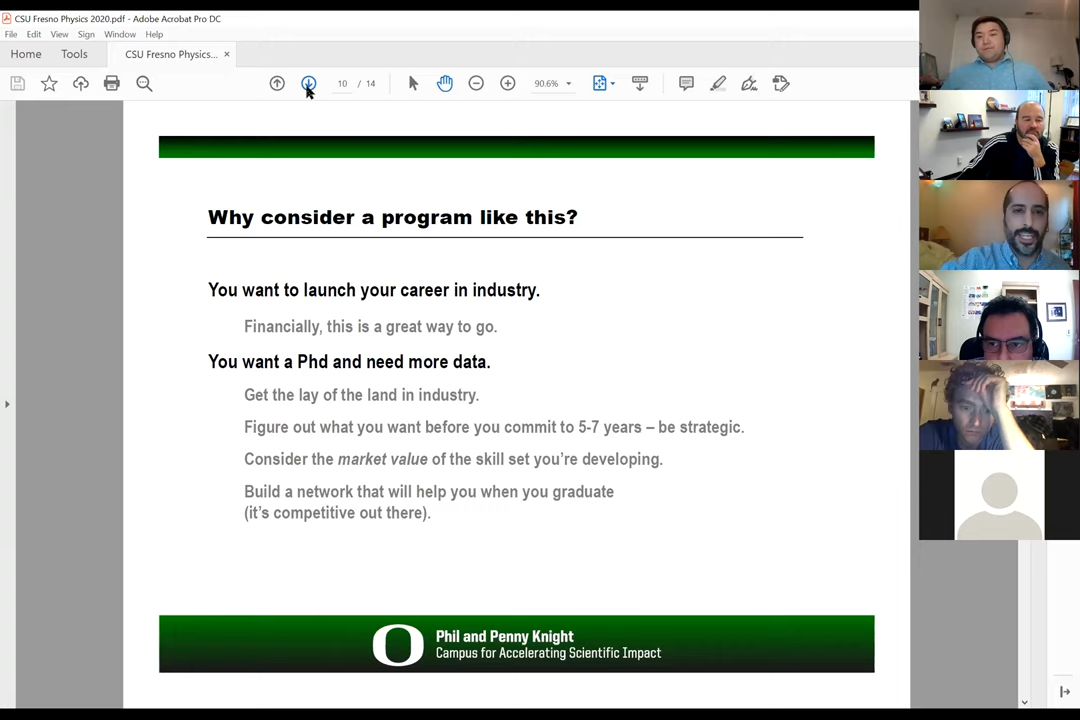 CSU Fresno Physics 2020.pdf - Adobe Acrobat Pro DC
File Edit View Sign Window Help
Home Tools CSU Fresno Physics... ×
10 / 14 90.6%
Why consider a program like this?
You want to launch your career in industry.
Financially, this is a great way to go.
You want a Phd and need more data.
Get the lay of the land in industry.
Figure out what you want before you commit to 5-7 years – be strategic.
Consider the market value of the skill set you’re developing.
Build a network that will help you when you graduate
(it’s competitive out there).
O
Phil and Penny Knight
Campus for Accelerating Scientific Impact